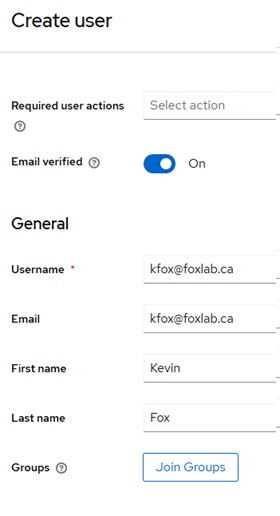 Create user
Required user actions Select action
Email verified On
General
Username * kfox@foxlab.ca
Email kfox@foxlab.ca
First name Kevin
Last name Fox
Groups Join Groups